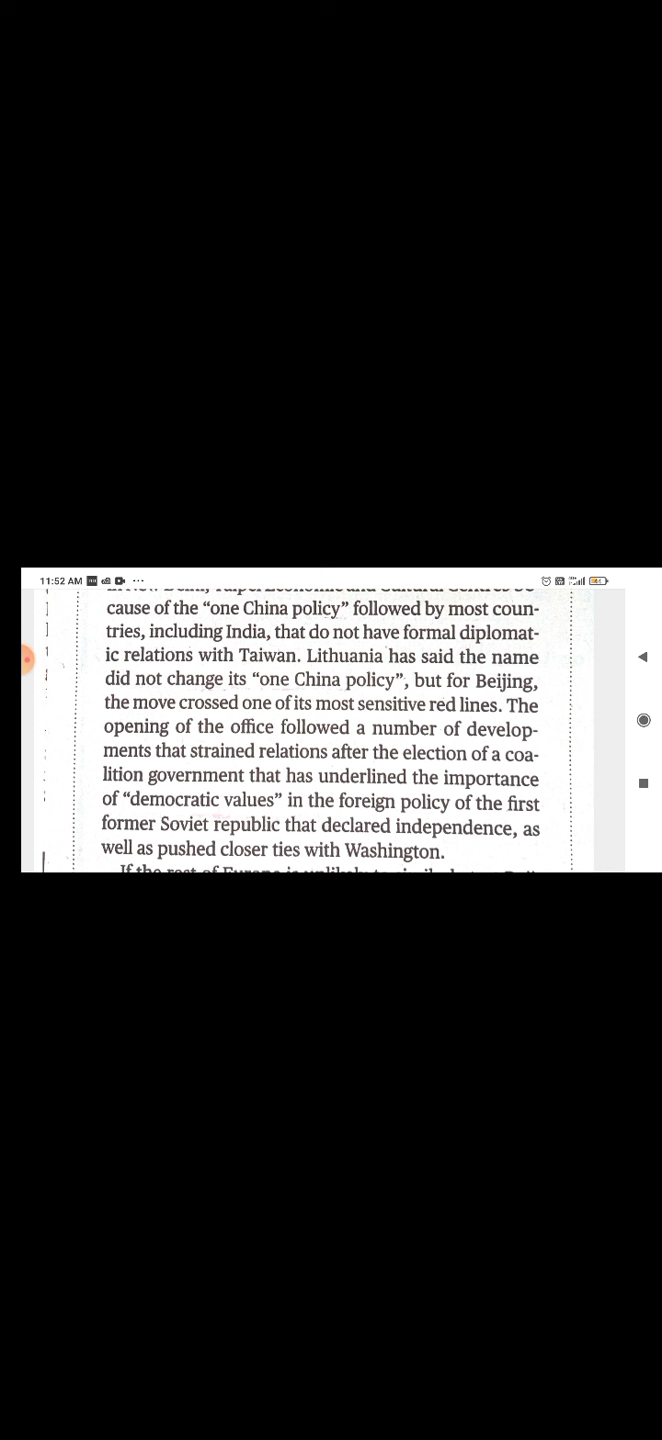 11:52 AM
cause of the “one China policy” followed by most coun-
tries, including India, that do not have formal diplomat-
ic relations with Taiwan. Lithuania has said the name
did not change its “one China policy”, but for Beijing,
the move crossed one of its most sensitive red lines. The
opening of the office followed a number of develop-
ments that strained relations after the election of a coa-
lition government that has underlined the importance
of “democratic values” in the foreign policy of the first
former Soviet republic that declared independence, as
well as pushed closer ties with Washington.